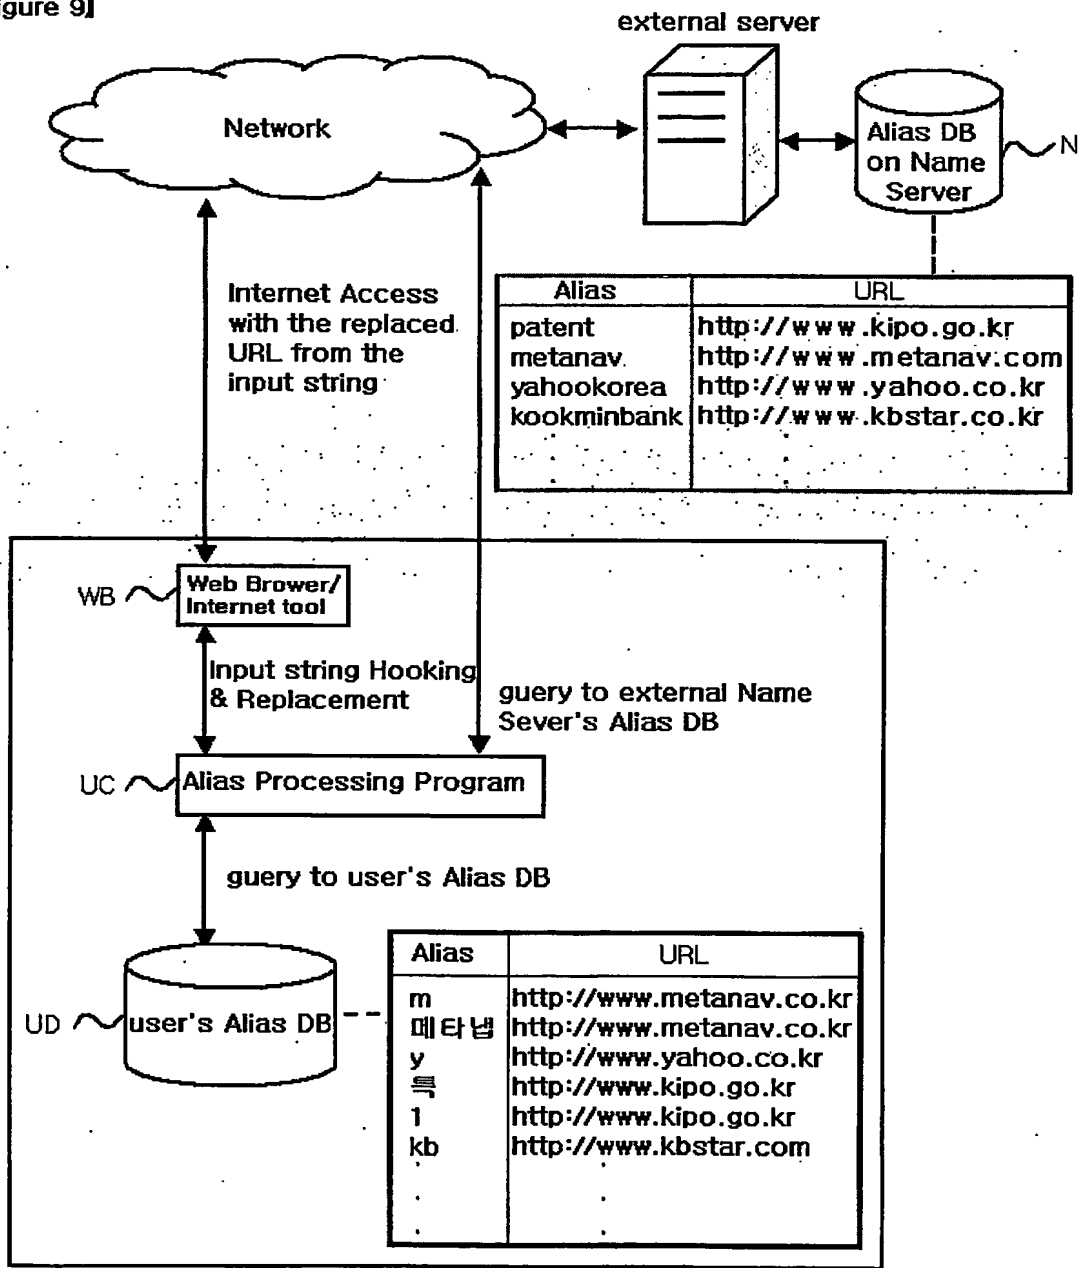 igure 9】
external server
Network
Alias DB
on Name
Server
N
Internet Access
with the replaced
URL from the
input string
Alias URL
patent http://www.kipo.go.kr
metanav http://www.metanav.com
yahookorea http://www.yahoo.co.kr
kookminbank http://www.kbstar.co.kr
WB
Web Brower/
Internet tool
Input string Hooking
& Replacement
guery to external Name
Sever's Alias DB
UC
Alias Processing Program
guery to user's Alias DB
UD
user's Alias DB
Alias URL
m http://www.metanav.co.kr
메타냅 http://www.metanav.co.kr
y http://www.yahoo.co.kr
특 http://www.kipo.go.kr
1 http://www.kipo.go.kr
kb http://www.kbstar.com